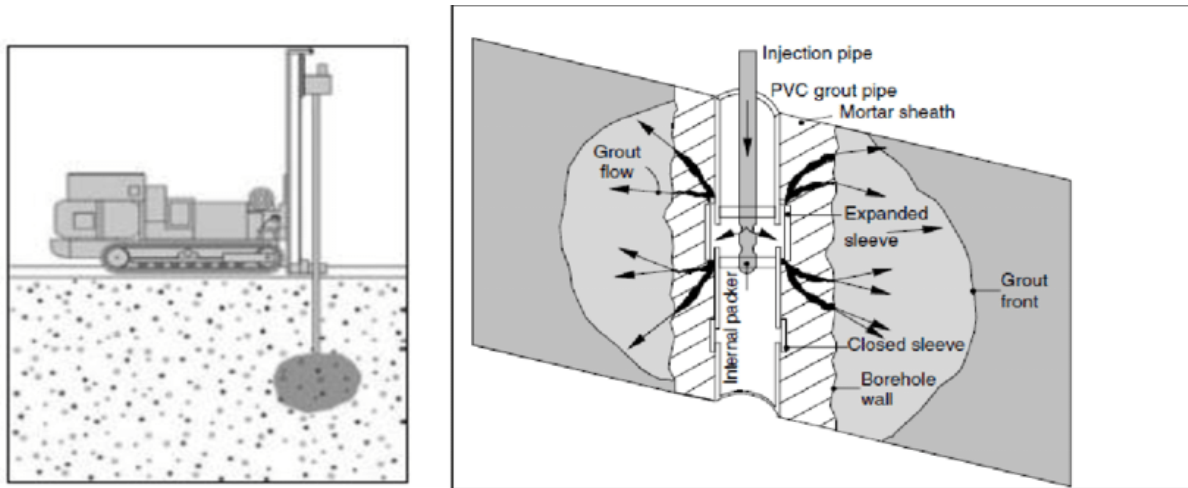 Injection pipe
PVC grout pipe
Mortar sheath
Grout
flow
Expanded
sleeve
Grout
front
Internal packer
Closed sleeve
Borehole
wall